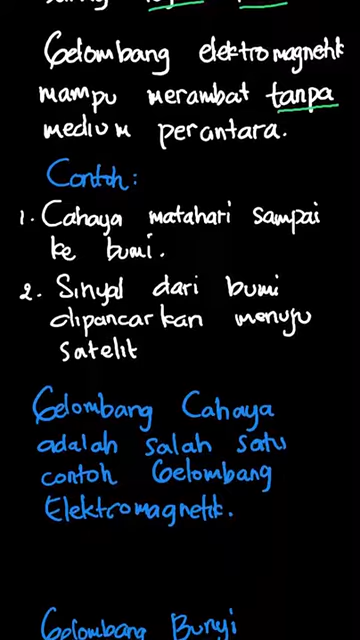 Gelombang elektromagnetik
mampu merambat tanpa
medium perantara.
Contoh:
1. Cahaya matahari sampai
ke bumi.
2. Sinyal dari bumi
dipancarkan menuju
satelit
Gelombang Cahaya
adalah salah satu
contoh Gelombang
Elektromagnetik.
Gelombang Bunyi